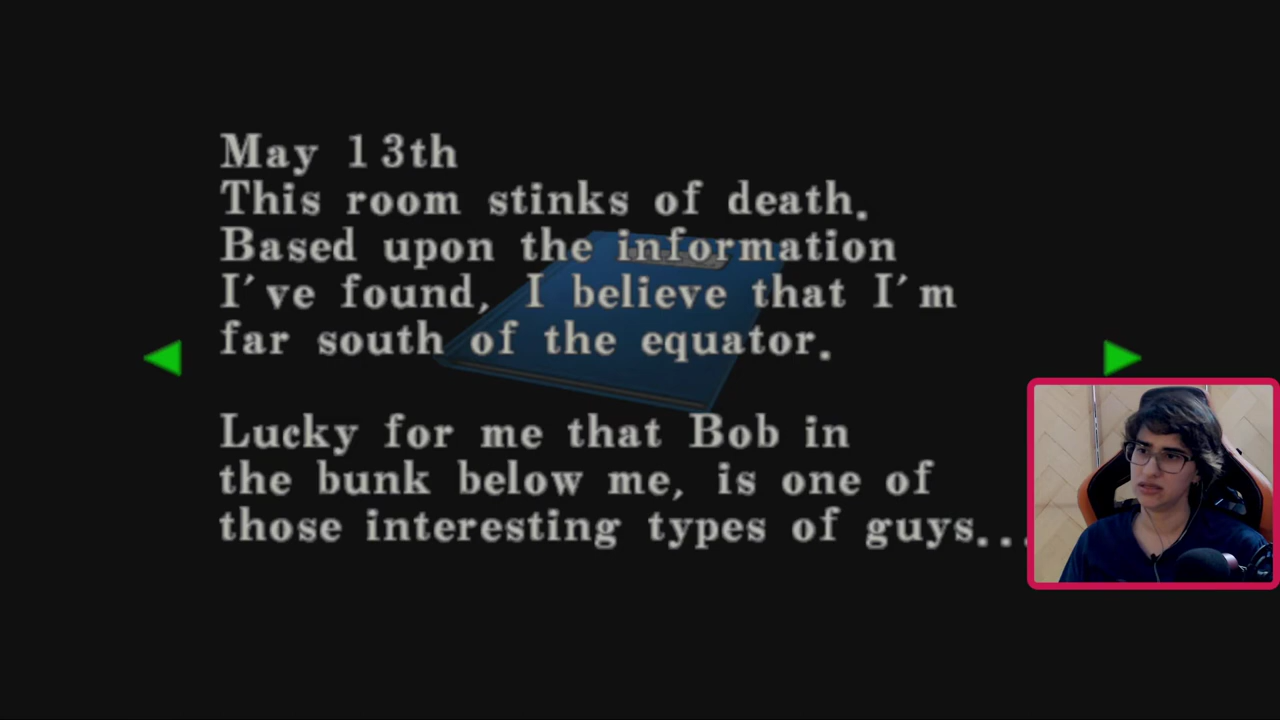 May 13th
This room stinks of death.
Based upon the information
I've found, I believe that I'm
far south of the equator.
Lucky for me that Bob in
the bunk below me, is one of
those interesting types of guys...